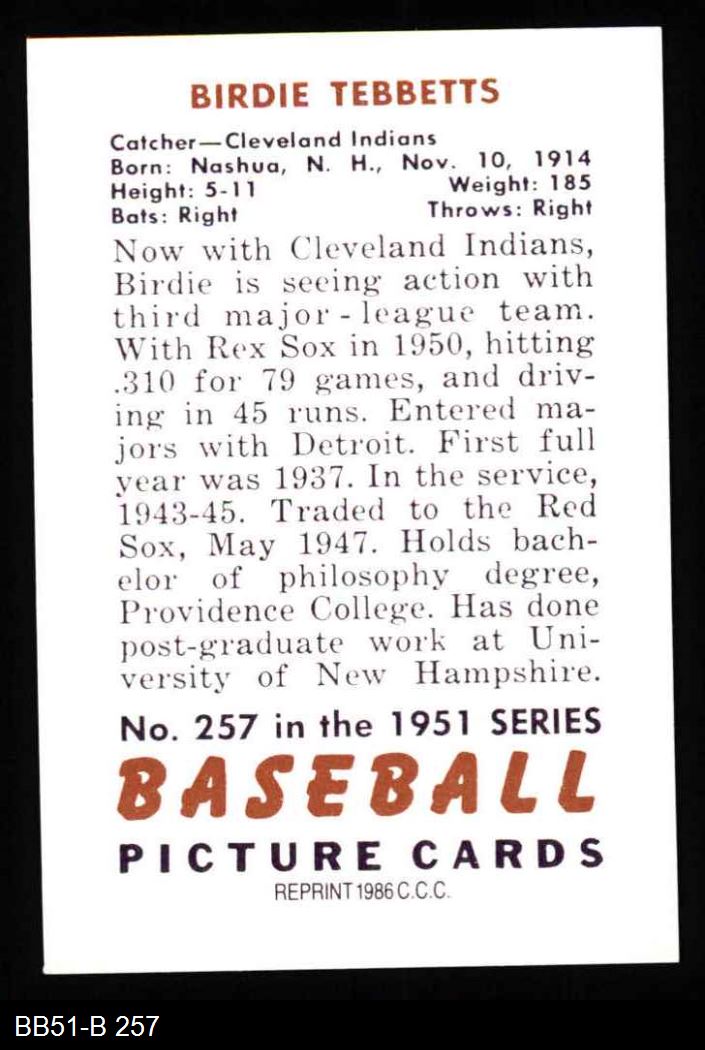 BIRDIE TEBBETTS
Catcher—Cleveland Indians
Born: Nashua, N. H., Nov. 10, 1914
Height: 5-11 Weight: 185
Bats: Right Throws: Right
Now with Cleveland Indians,
Birdie is seeing action with
third major-league team.
With Rex Sox in 1950, hitting
.310 for 79 games, and driv-
ing in 45 runs. Entered ma-
jors with Detroit. First full
year was 1937. In the service,
1943-45. Traded to the Red
Sox, May 1947. Holds bach-
elor of philosophy degree,
Providence College. Has done
post-graduate work at Uni-
versity of New Hampshire.
No. 257 in the 1951 SERIES
BASEBALL
PICTURE CARDS
REPRINT 1986 C.C.C.
BB51-B 257